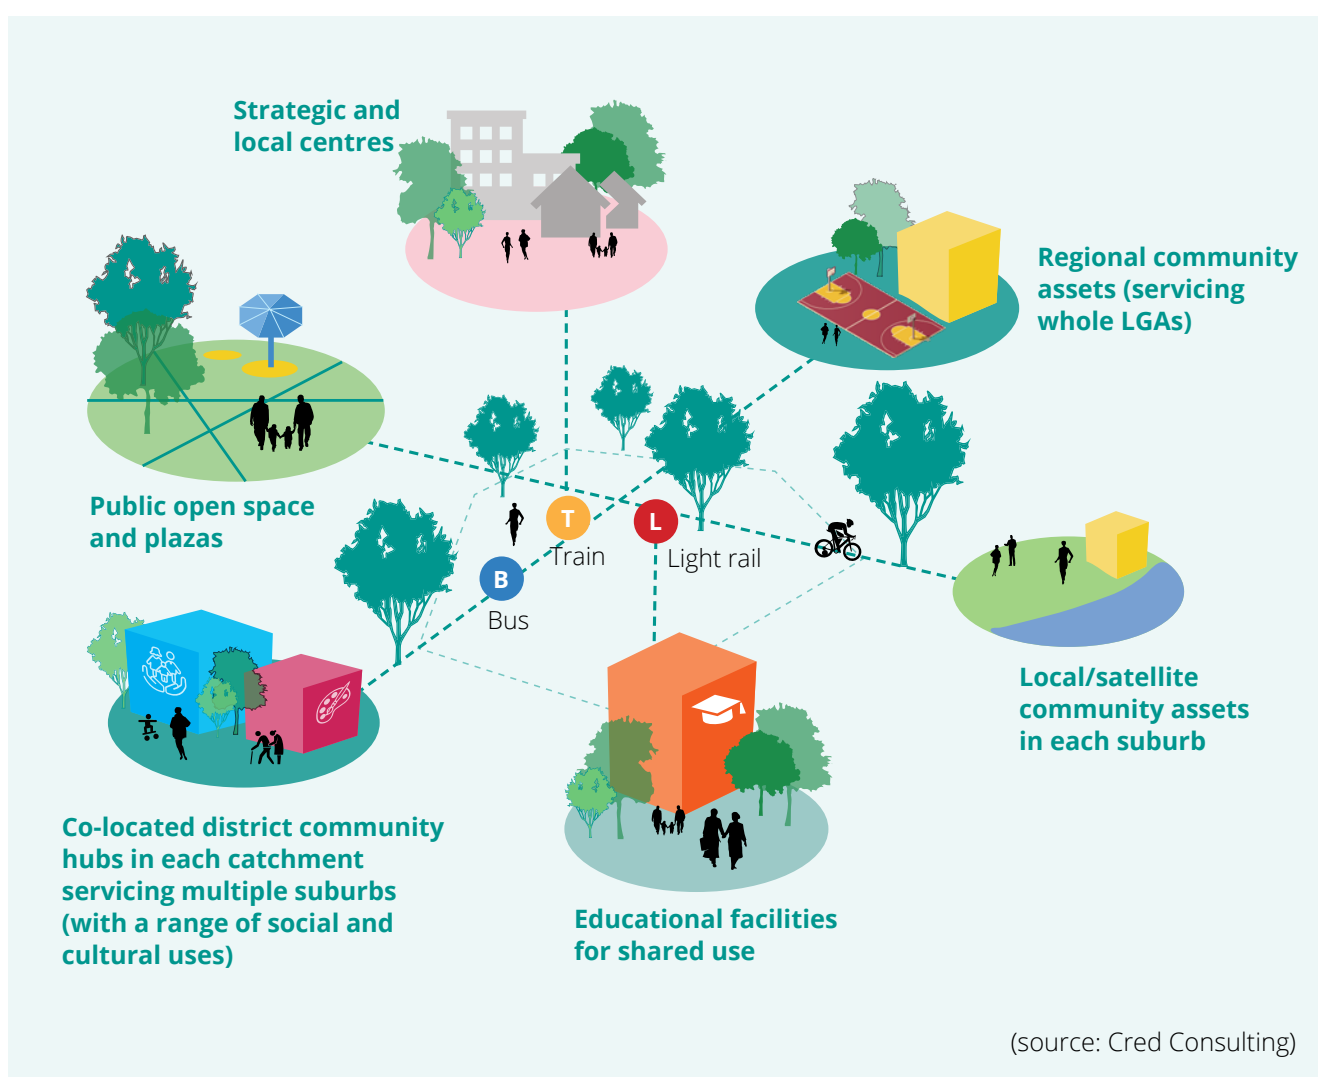 Strategic and
local centres
Regional community
assets (servicing
whole LGAs)
Public open space
and plazas
T
Train
L
Light rail
B
Bus
Local/satellite
community assets
in each suburb
Co-located district community
hubs in each catchment
servicing multiple suburbs
(with a range of social and
cultural uses)
Educational facilities
for shared use
(source: Cred Consulting)